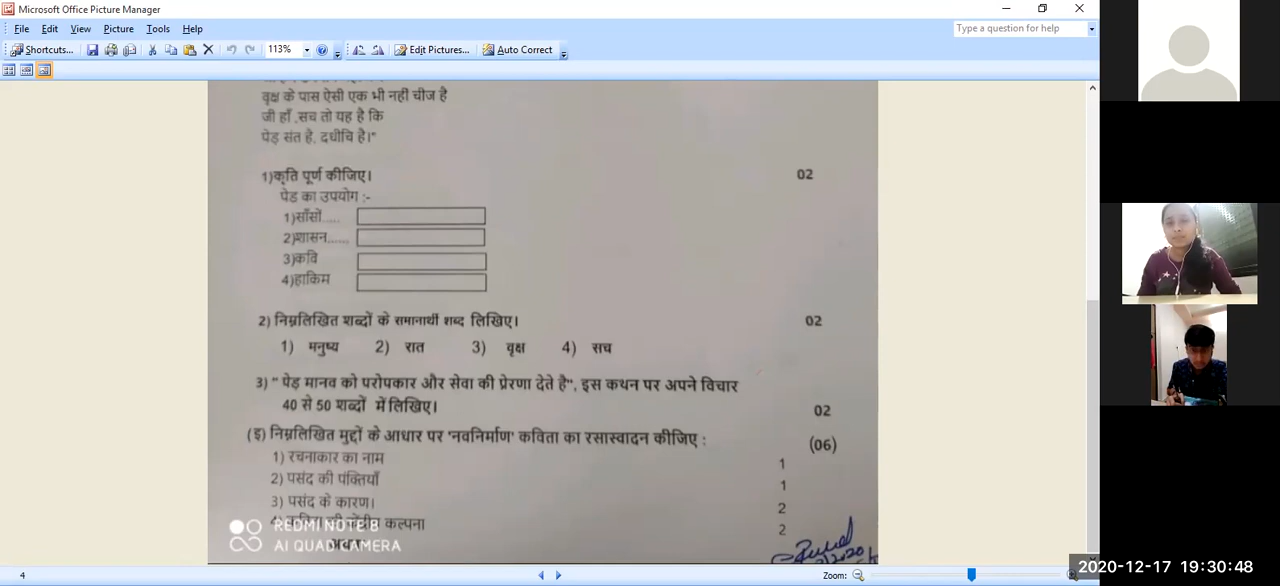 Microsoft Office Picture Manager
File Edit View Picture Tools Help
Type a question for help
Shortcuts... 113% Edit Pictures... Auto Correct
वृक्ष के पास ऐसी एक भी नही चीज है
जी हाँ ,सच तो यह है कि
पेड़ संत है, दधीचि है।"
1)कृति पूर्ण कीजिए। 02
पेड का उपयोग :-
1)साँसों.....
2)शासन......
3)कवि
4)हाकिम
2) निम्नलिखित शब्दों के समानार्थी शब्द लिखिए। 02
1) मनुष्य 2) रात 3) वृक्ष 4) सच
3) " पेड़ मानव को परोपकार और सेवा की प्रेरणा देते है", इस कथन पर अपने विचार
40 से 50 शब्दों में लिखिए। 02
(इ) निम्नलिखित मुद्दों के आधार पर 'नवनिर्माण' कविता का रसास्वादन कीजिए : (06)
1) रचनाकार का नाम 1
2) पसंद की पंक्तियाँ 1
3) पसंद के कारण। 2
4) कविता की केंद्रीय कल्पना 2
REDMI NOTE 8
AI QUAD CAMERA
4 Zoom:
2020-12-17 19:30:48